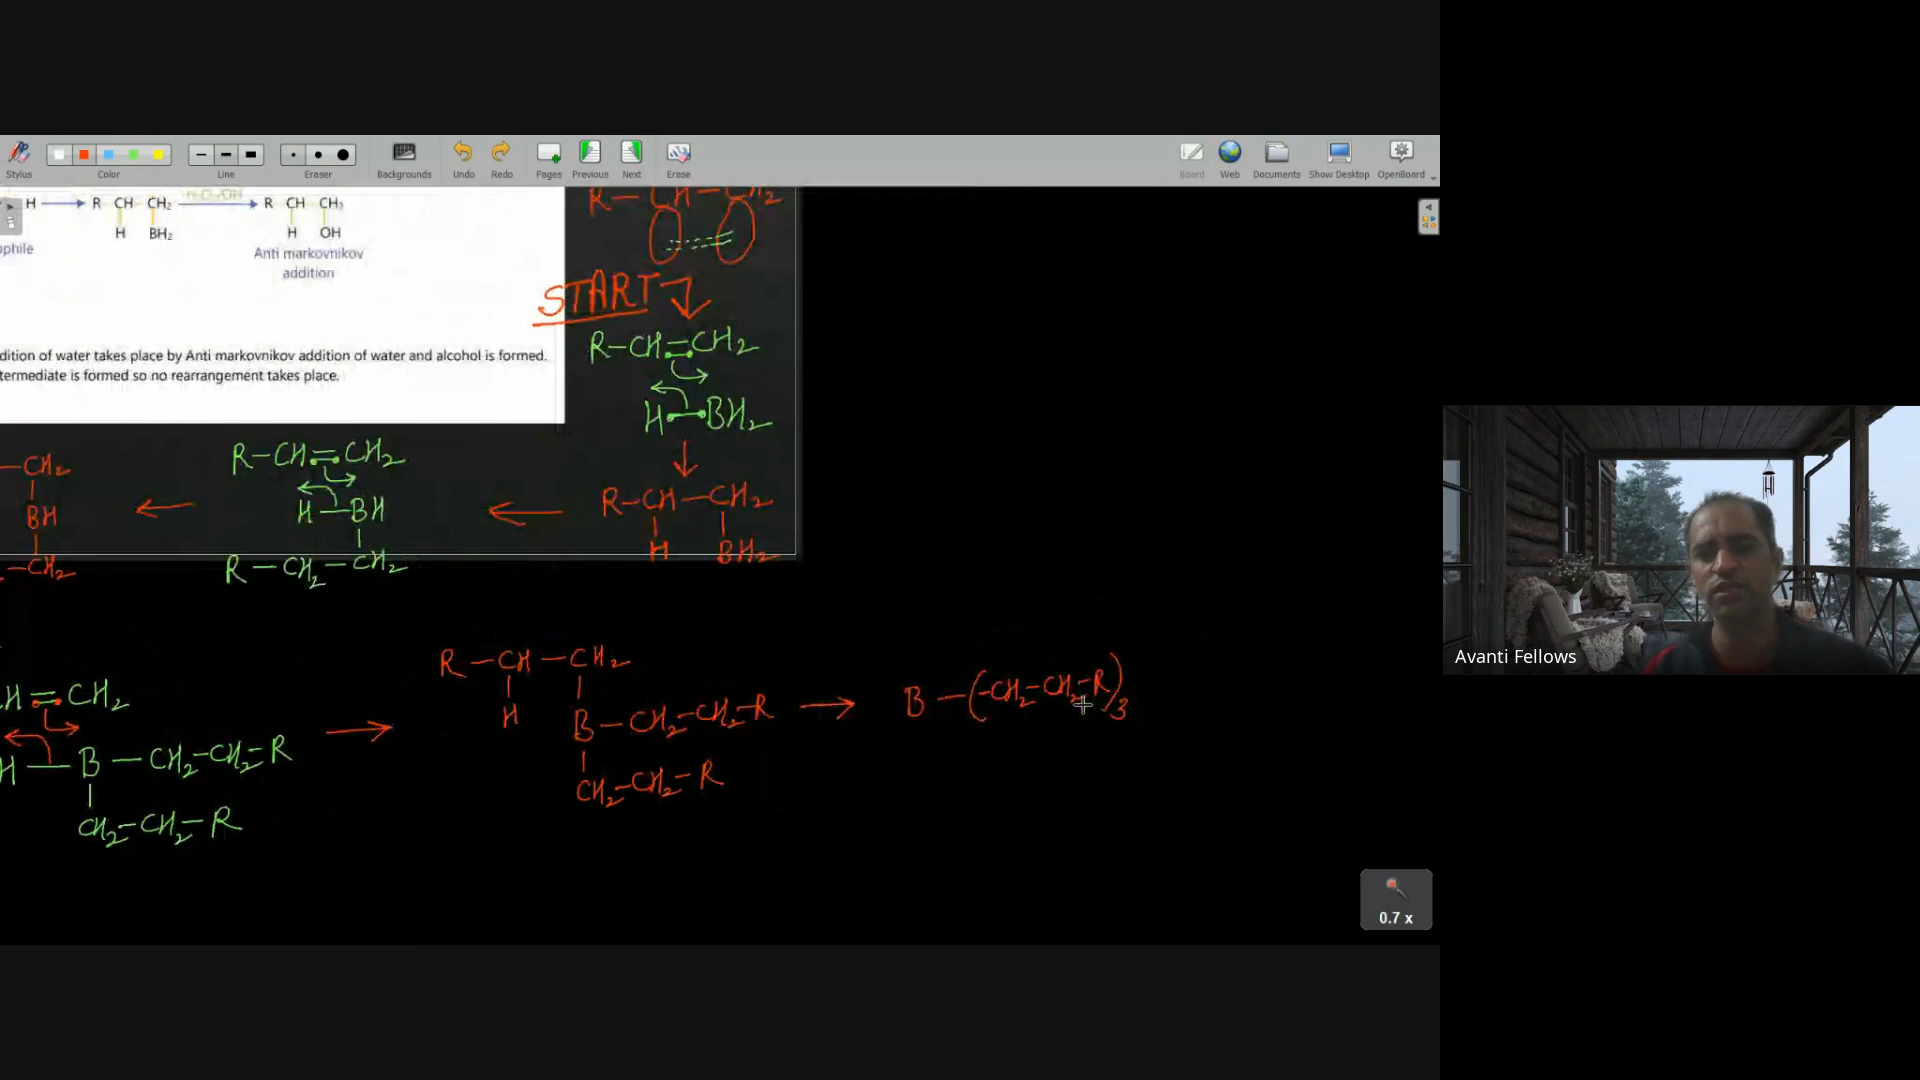 Stylus Color Line Eraser Backgrounds Undo Redo Pages Previous Next Erase Board Web Documents Show Desktop OpenBoard
R — CH — CH₂
H → R CH CH₂ → R CH CH₂
H BH₂ H OH
Anti markovnikov
addition
START
R—CH=CH₂
H—BH₂
dition of water takes place by Anti markovnikov addition of water and alcohol is formed.
termediate is formed so no rearrangement takes place.
—CH₂
BH
—CH₂
←
R—CH=CH₂
H—BH
R—CH₂—CH₂
←
R—CH—CH₂
H BH₂
H=CH₂
H—B—CH₂—CH₂—R
CH₂—CH₂—R
→
R—CH—CH₂
H B—CH₂—CH₂—R
CH₂—CH₂—R
→
B—(—CH₂—CH₂—R)₃
Avanti Fellows
0.7 x